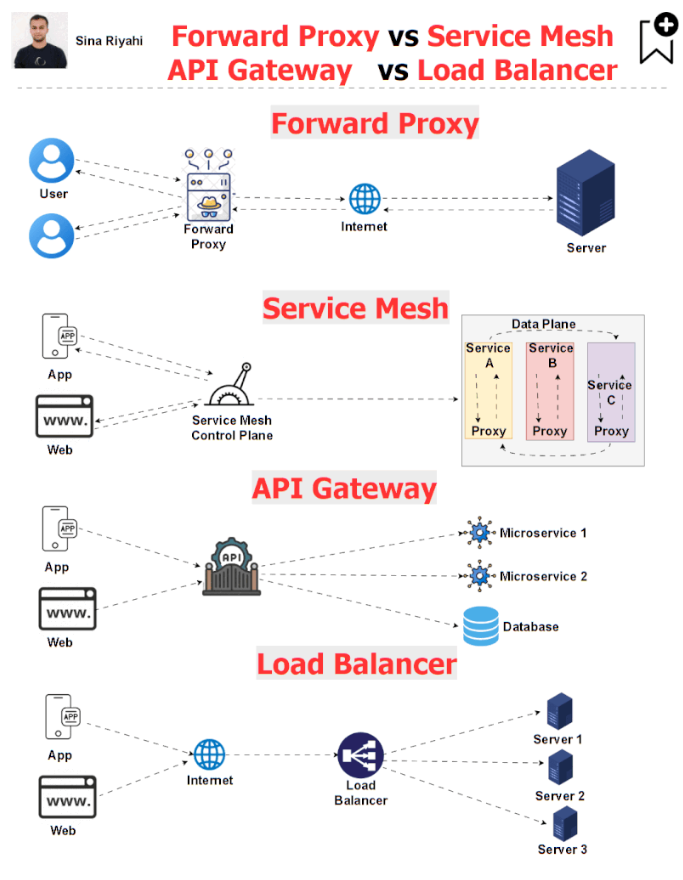 Sina Riyahi
Forward Proxy vs Service Mesh
API Gateway vs Load Balancer
Forward Proxy
User
Forward
Proxy
Internet
Server
Service Mesh
APP
App
www.
Web
Service Mesh
Control Plane
Data Plane
Service
A
Proxy
Service
B
Proxy
Service
C
Proxy
API Gateway
APP
App
www.
Web
API
Microservice 1
Microservice 2
Database
Load Balancer
APP
App
www.
Web
Internet
Load
Balancer
Server 1
Server 2
Server 3